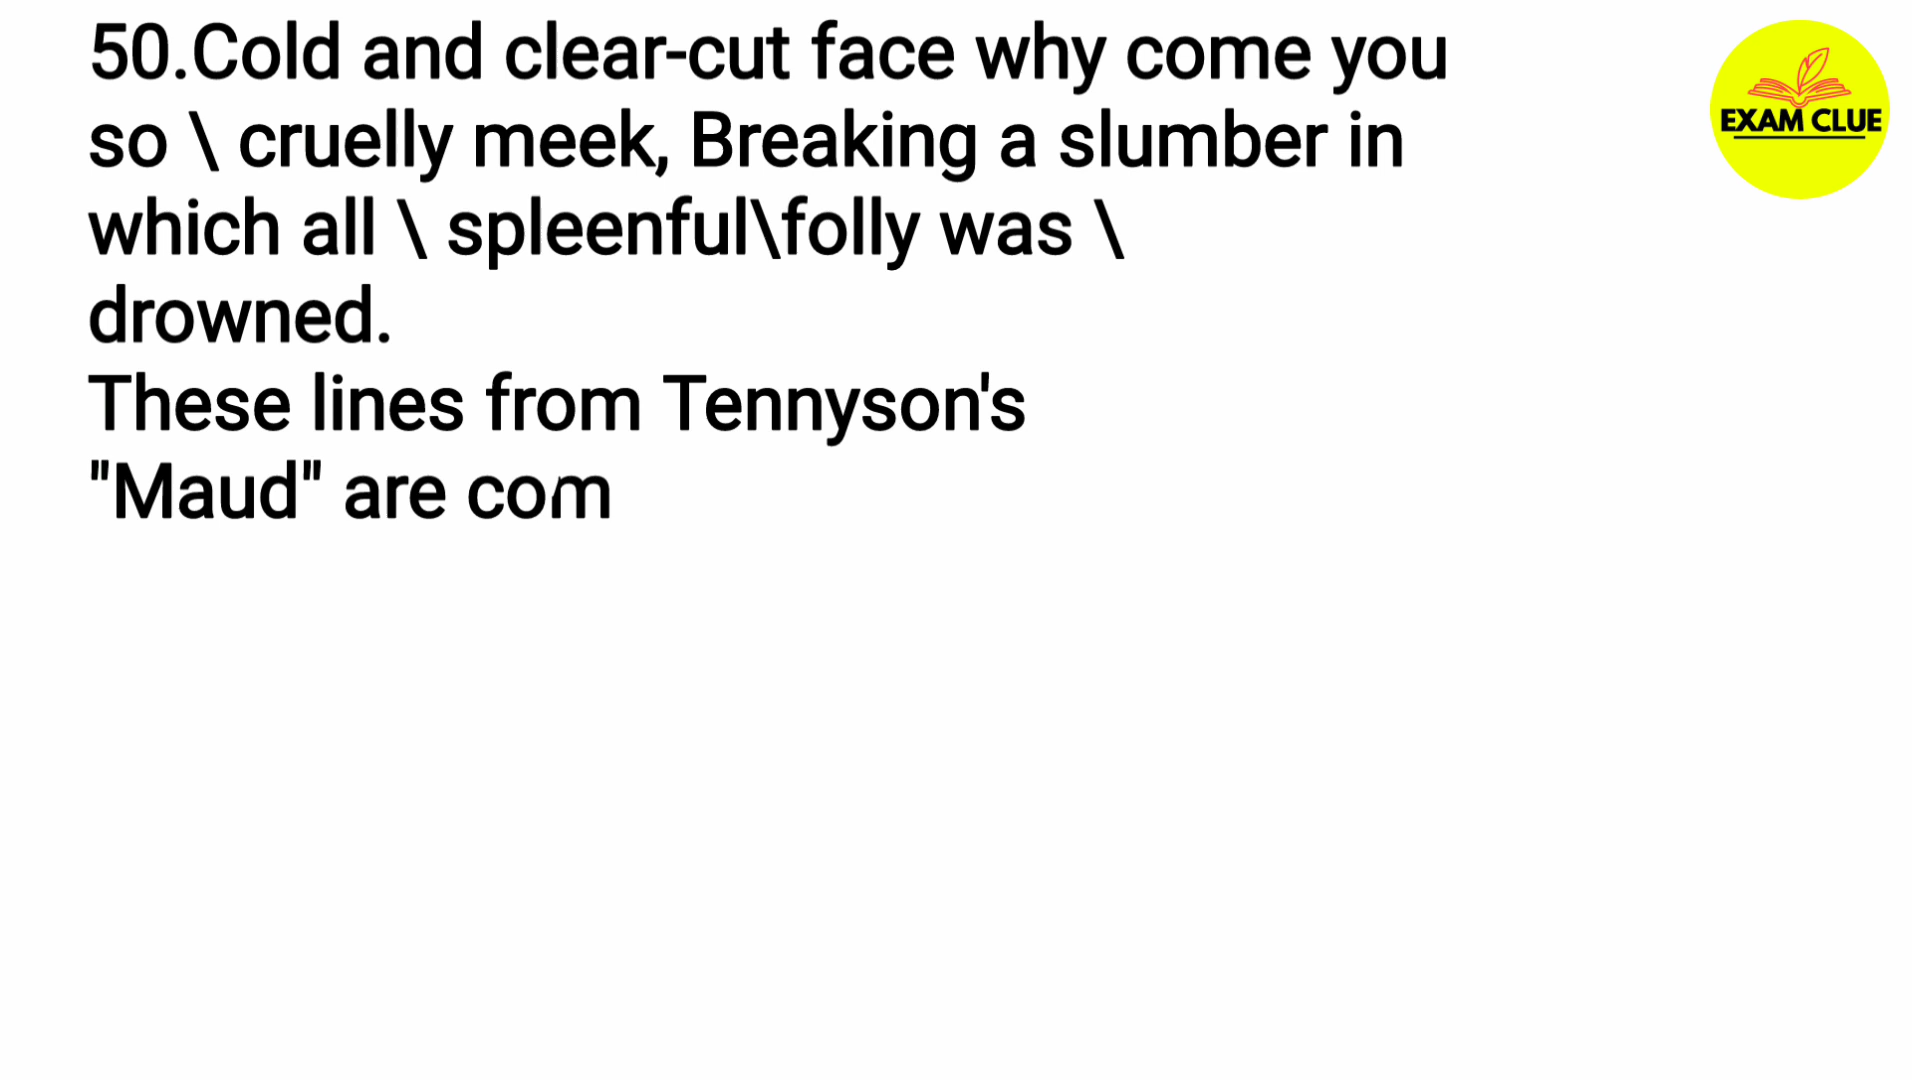 50.Cold and clear-cut face why come you
so \ cruelly meek, Breaking a slumber in
which all \ spleenful\folly was \
drowned.
These lines from Tennyson's
"Maud" are com
EXAM CLUE